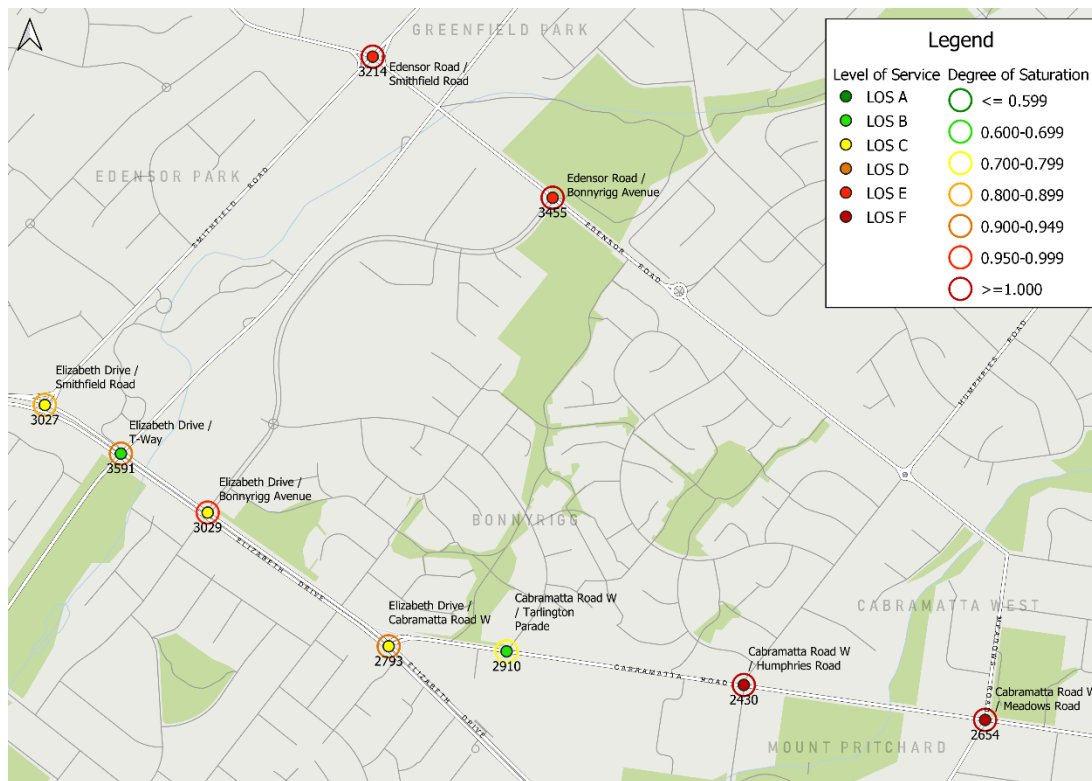 GREENFIELD PARK
3214
Edensor Road /
Smithfield Road
Legend
Level of Service
LOS A
LOS B
LOS C
LOS D
LOS E
LOS F
Degree of Saturation
<= 0.599
0.600-0.699
0.700-0.799
0.800-0.899
0.900-0.949
0.950-0.999
>=1.000
EDENSOR PARK
SMITHFIELD ROAD
Edensor Road /
Bonnyrigg Avenue
3455
EDENSOR ROAD
HUMPHRIES ROAD
Elizabeth Drive /
Smithfield Road
3027
Elizabeth Drive /
T-Way
3591
Elizabeth Drive /
Bonnyrigg Avenue
3029
BONNYRIGG
ELIZABETH DRIVE
Elizabeth Drive /
Cabramatta Road W
2793
Cabramatta Road W
/ Tarlington
Parade
2910
ELIZABETH DRIVE
CABRAMATTA ROAD
CABRAMATTA WEST
MEADOWS ROAD
Cabramatta Road W
/ Humphries Road
2430
Cabramatta Road W
/ Meadows Road
2654
MOUNT PRITCHARD